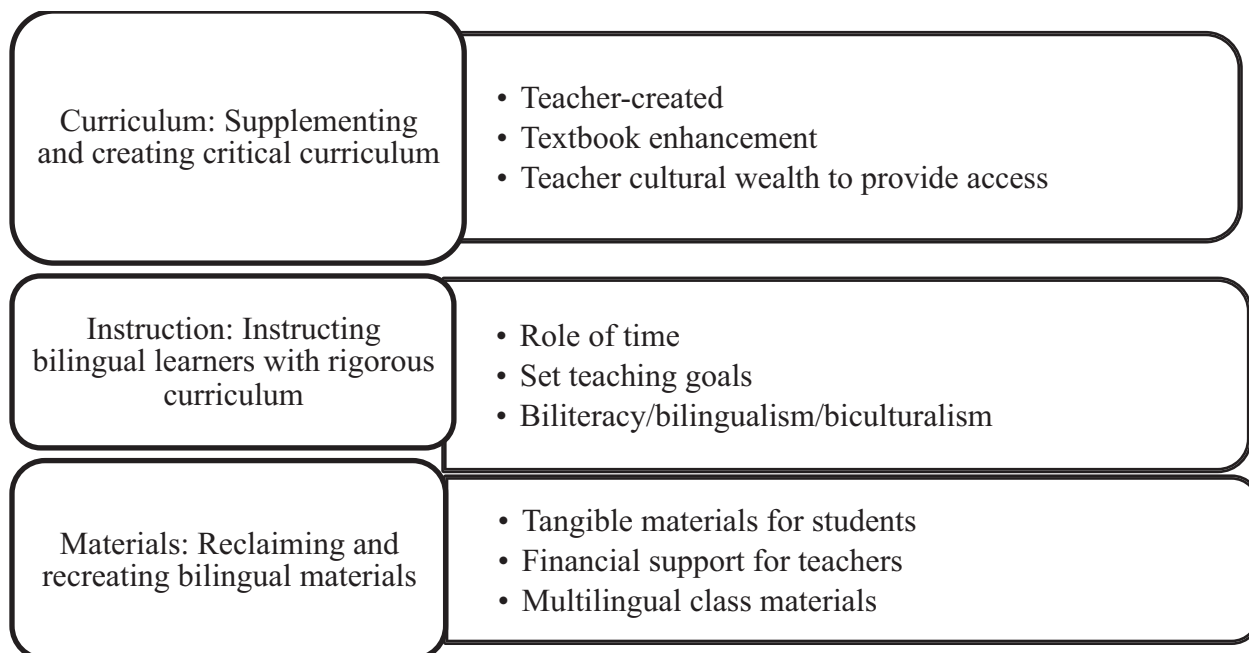 Curriculum: Supplementing
and creating critical curriculum
• Teacher-created
• Textbook enhancement
• Teacher cultural wealth to provide access
Instruction: Instructing
bilingual learners with rigorous
curriculum
• Role of time
• Set teaching goals
• Biliteracy/bilingualism/biculturalism
Materials: Reclaiming and
recreating bilingual materials
• Tangible materials for students
• Financial support for teachers
• Multilingual class materials